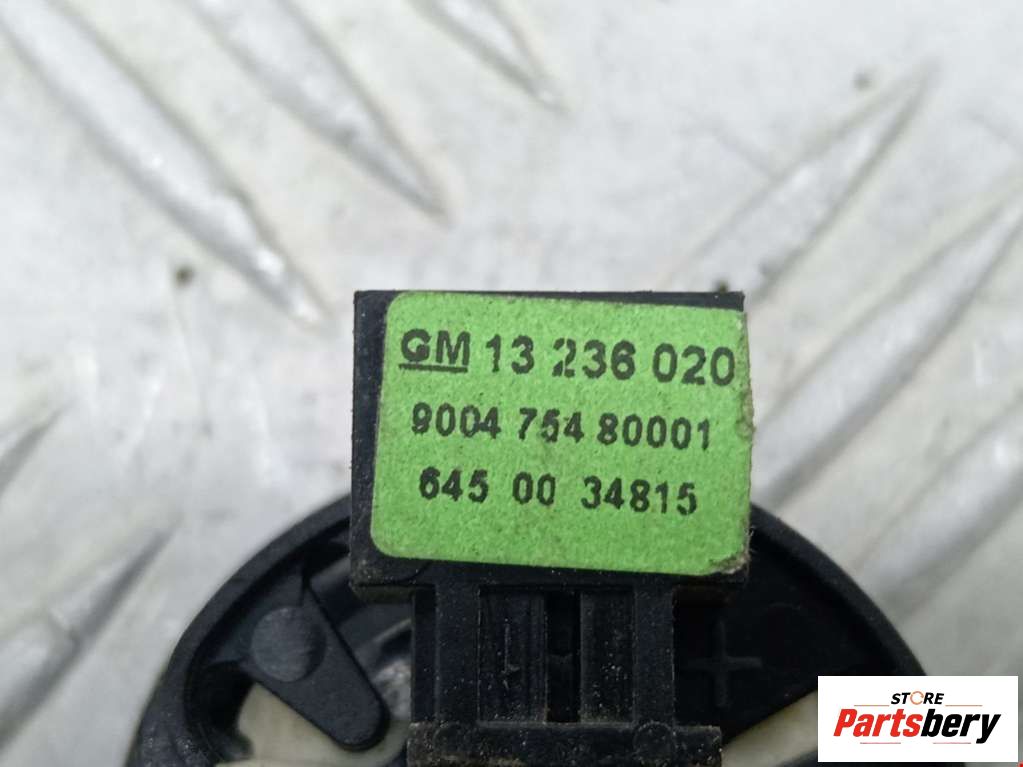 GM 13 236 020
9004 754 80001
645 00 34815
STORE
Partsbery